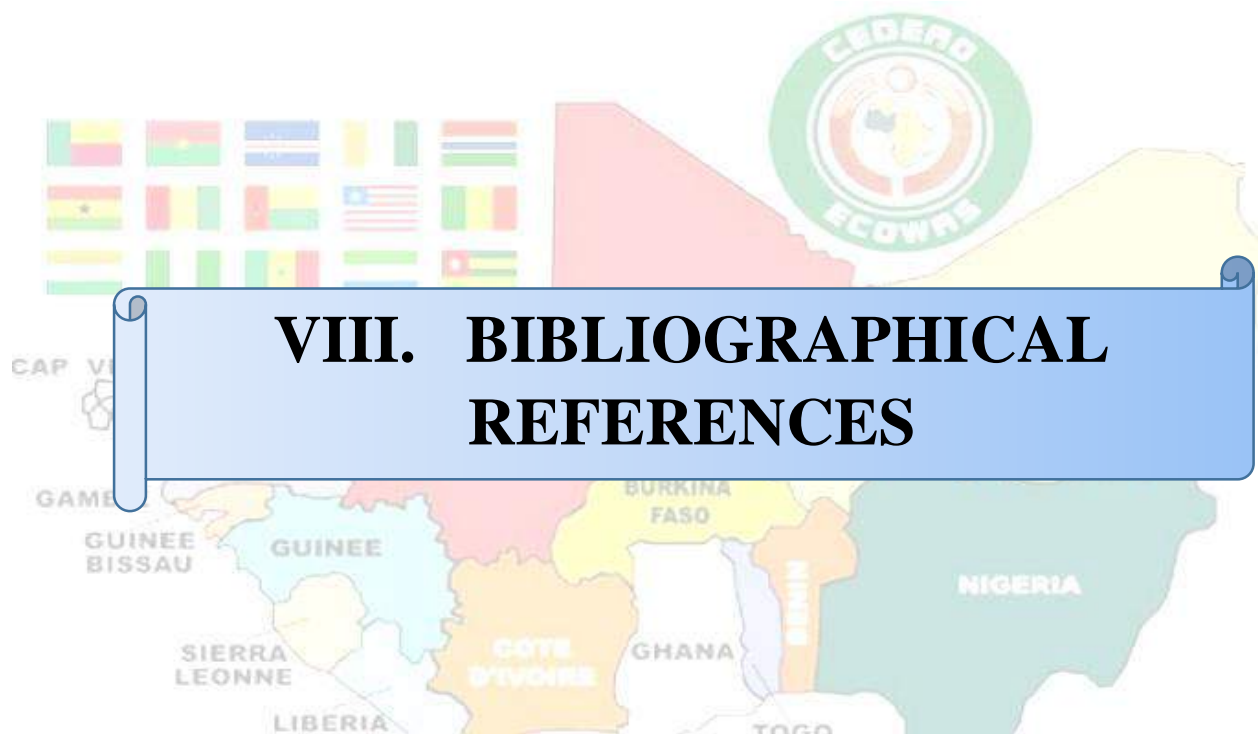 CEDEAO
ECOWAS
VIII. BIBLIOGRAPHICAL
REFERENCES
CAP
GAMB
BURKINA
FASO
GUINEE
BISSAU
GUINEE
BENIN
NIGERIA
SIERRA
LEONNE
COTE
D'IVOIRE
GHANA
LIBERIA
TOGO